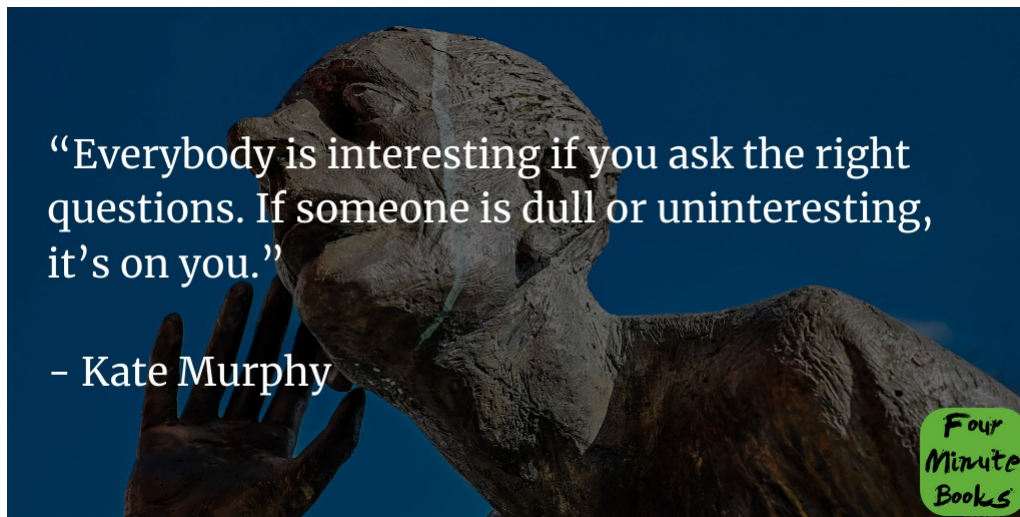 “Everybody is interesting if you ask the right
questions. If someone is dull or uninteresting,
it’s on you.”
- Kate Murphy
Four
Minute
Books